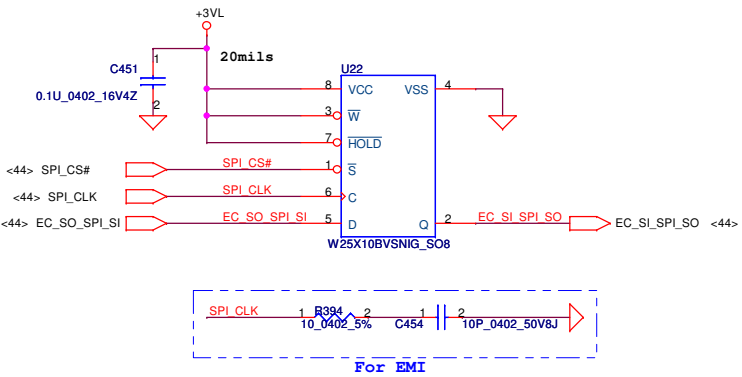 +3VL
20mils
C451
1
2
0.1U_0402_16V4Z
U22
8 VCC VSS 4
3 W
7 HOLD
<44> SPI_CS# SPI_CS# 1 S
<44> SPI_CLK SPI_CLK 6 C
<44> EC_SO_SPI_SI EC_SO_SPI_SI 5 D Q 2 EC_SI_SPI_SO EC_SI_SPI_SO <44>
W25X10BVSNIG_SO8
SPI_CLK 1 R394 2 1 2
10_0402_5% C454 10P_0402_50V8J
For EMI